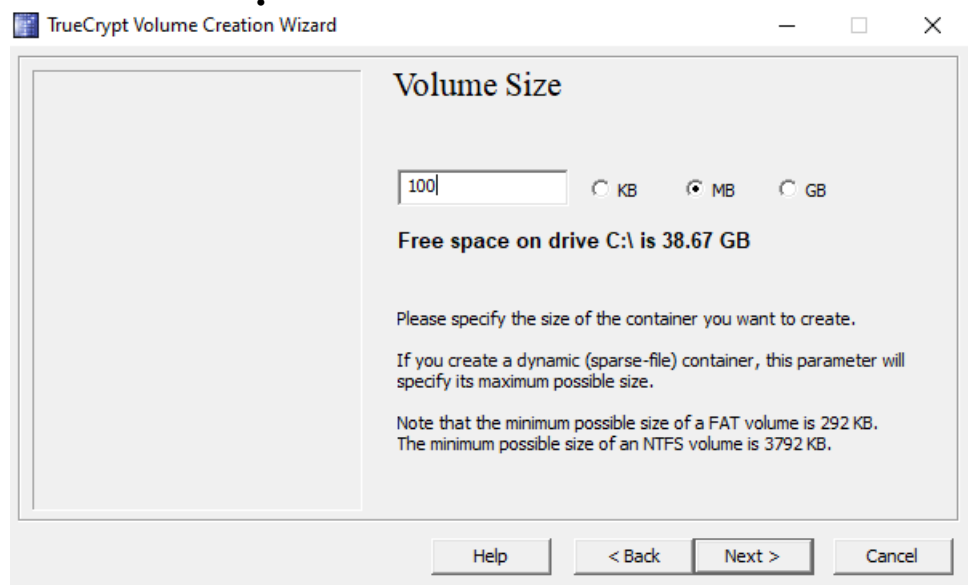 TrueCrypt Volume Creation Wizard
Volume Size
100 KB MB GB
Free space on drive C:\ is 38.67 GB
Please specify the size of the container you want to create.
If you create a dynamic (sparse-file) container, this parameter will
specify its maximum possible size.
Note that the minimum possible size of a FAT volume is 292 KB.
The minimum possible size of an NTFS volume is 3792 KB.
Help < Back Next > Cancel